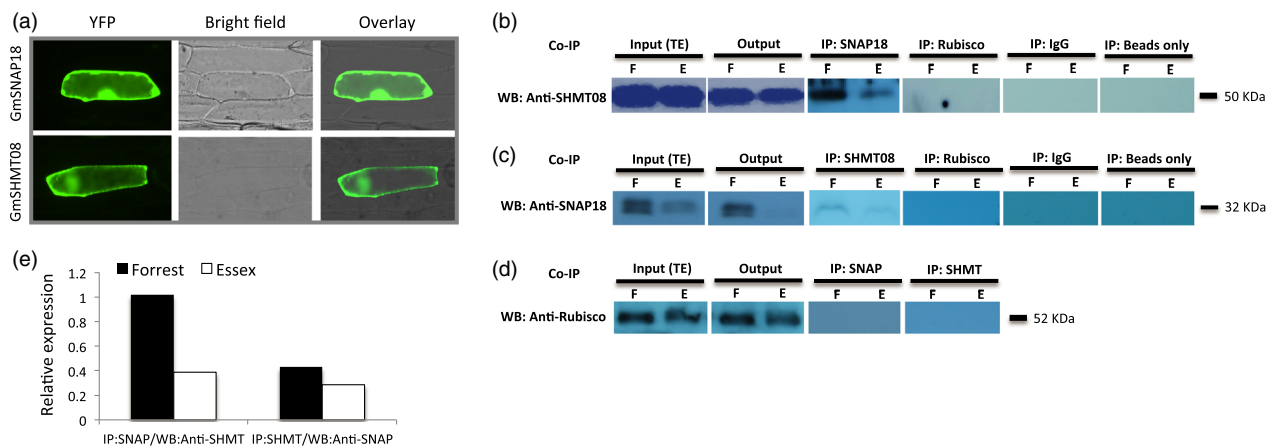 (a)
YFP
Bright field
Overlay
GmSNAP18
GmSHMT08
(b)
Co-IP
Input (TE)
Output
IP: SNAP18
IP: Rubisco
IP: IgG
IP: Beads only
F E F E F E F E F E F E
WB: Anti-SHMT08
50 KDa
(c)
Co-IP
Input (TE)
Output
IP: SHMT08
IP: Rubisco
IP: IgG
IP: Beads only
F E F E F E F E F E F E
WB: Anti-SNAP18
32 KDa
(d)
Co-IP
Input (TE)
Output
IP: SNAP
IP: SHMT
F E F E F E F E
WB: Anti-Rubisco
52 KDa
(e)
Forrest
Essex
Relative expression
1.2
1
0.8
0.6
0.4
0.2
0
IP:SNAP/WB:Anti-SHMT
IP:SHMT/WB:Anti-SNAP